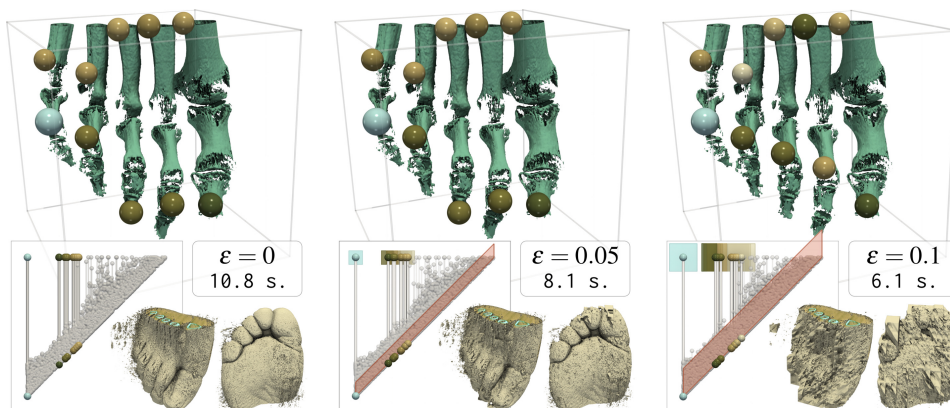 ε = 0
10.8 s.
ε = 0.05
8.1 s.
ε = 0.1
6.1 s.